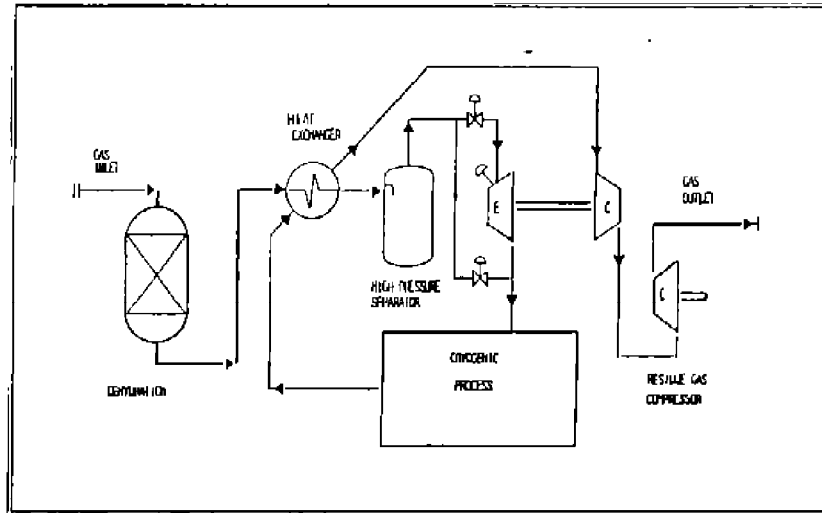 GAS
INLET
HEAT
EXCHANGER
HIGH PRESSURE
SEPARATOR
E
C
GAS
OUTLET
C
CRYOGENIC
PROCESS
DEHYDRATION
RESIDUE GAS
COMPRESSOR